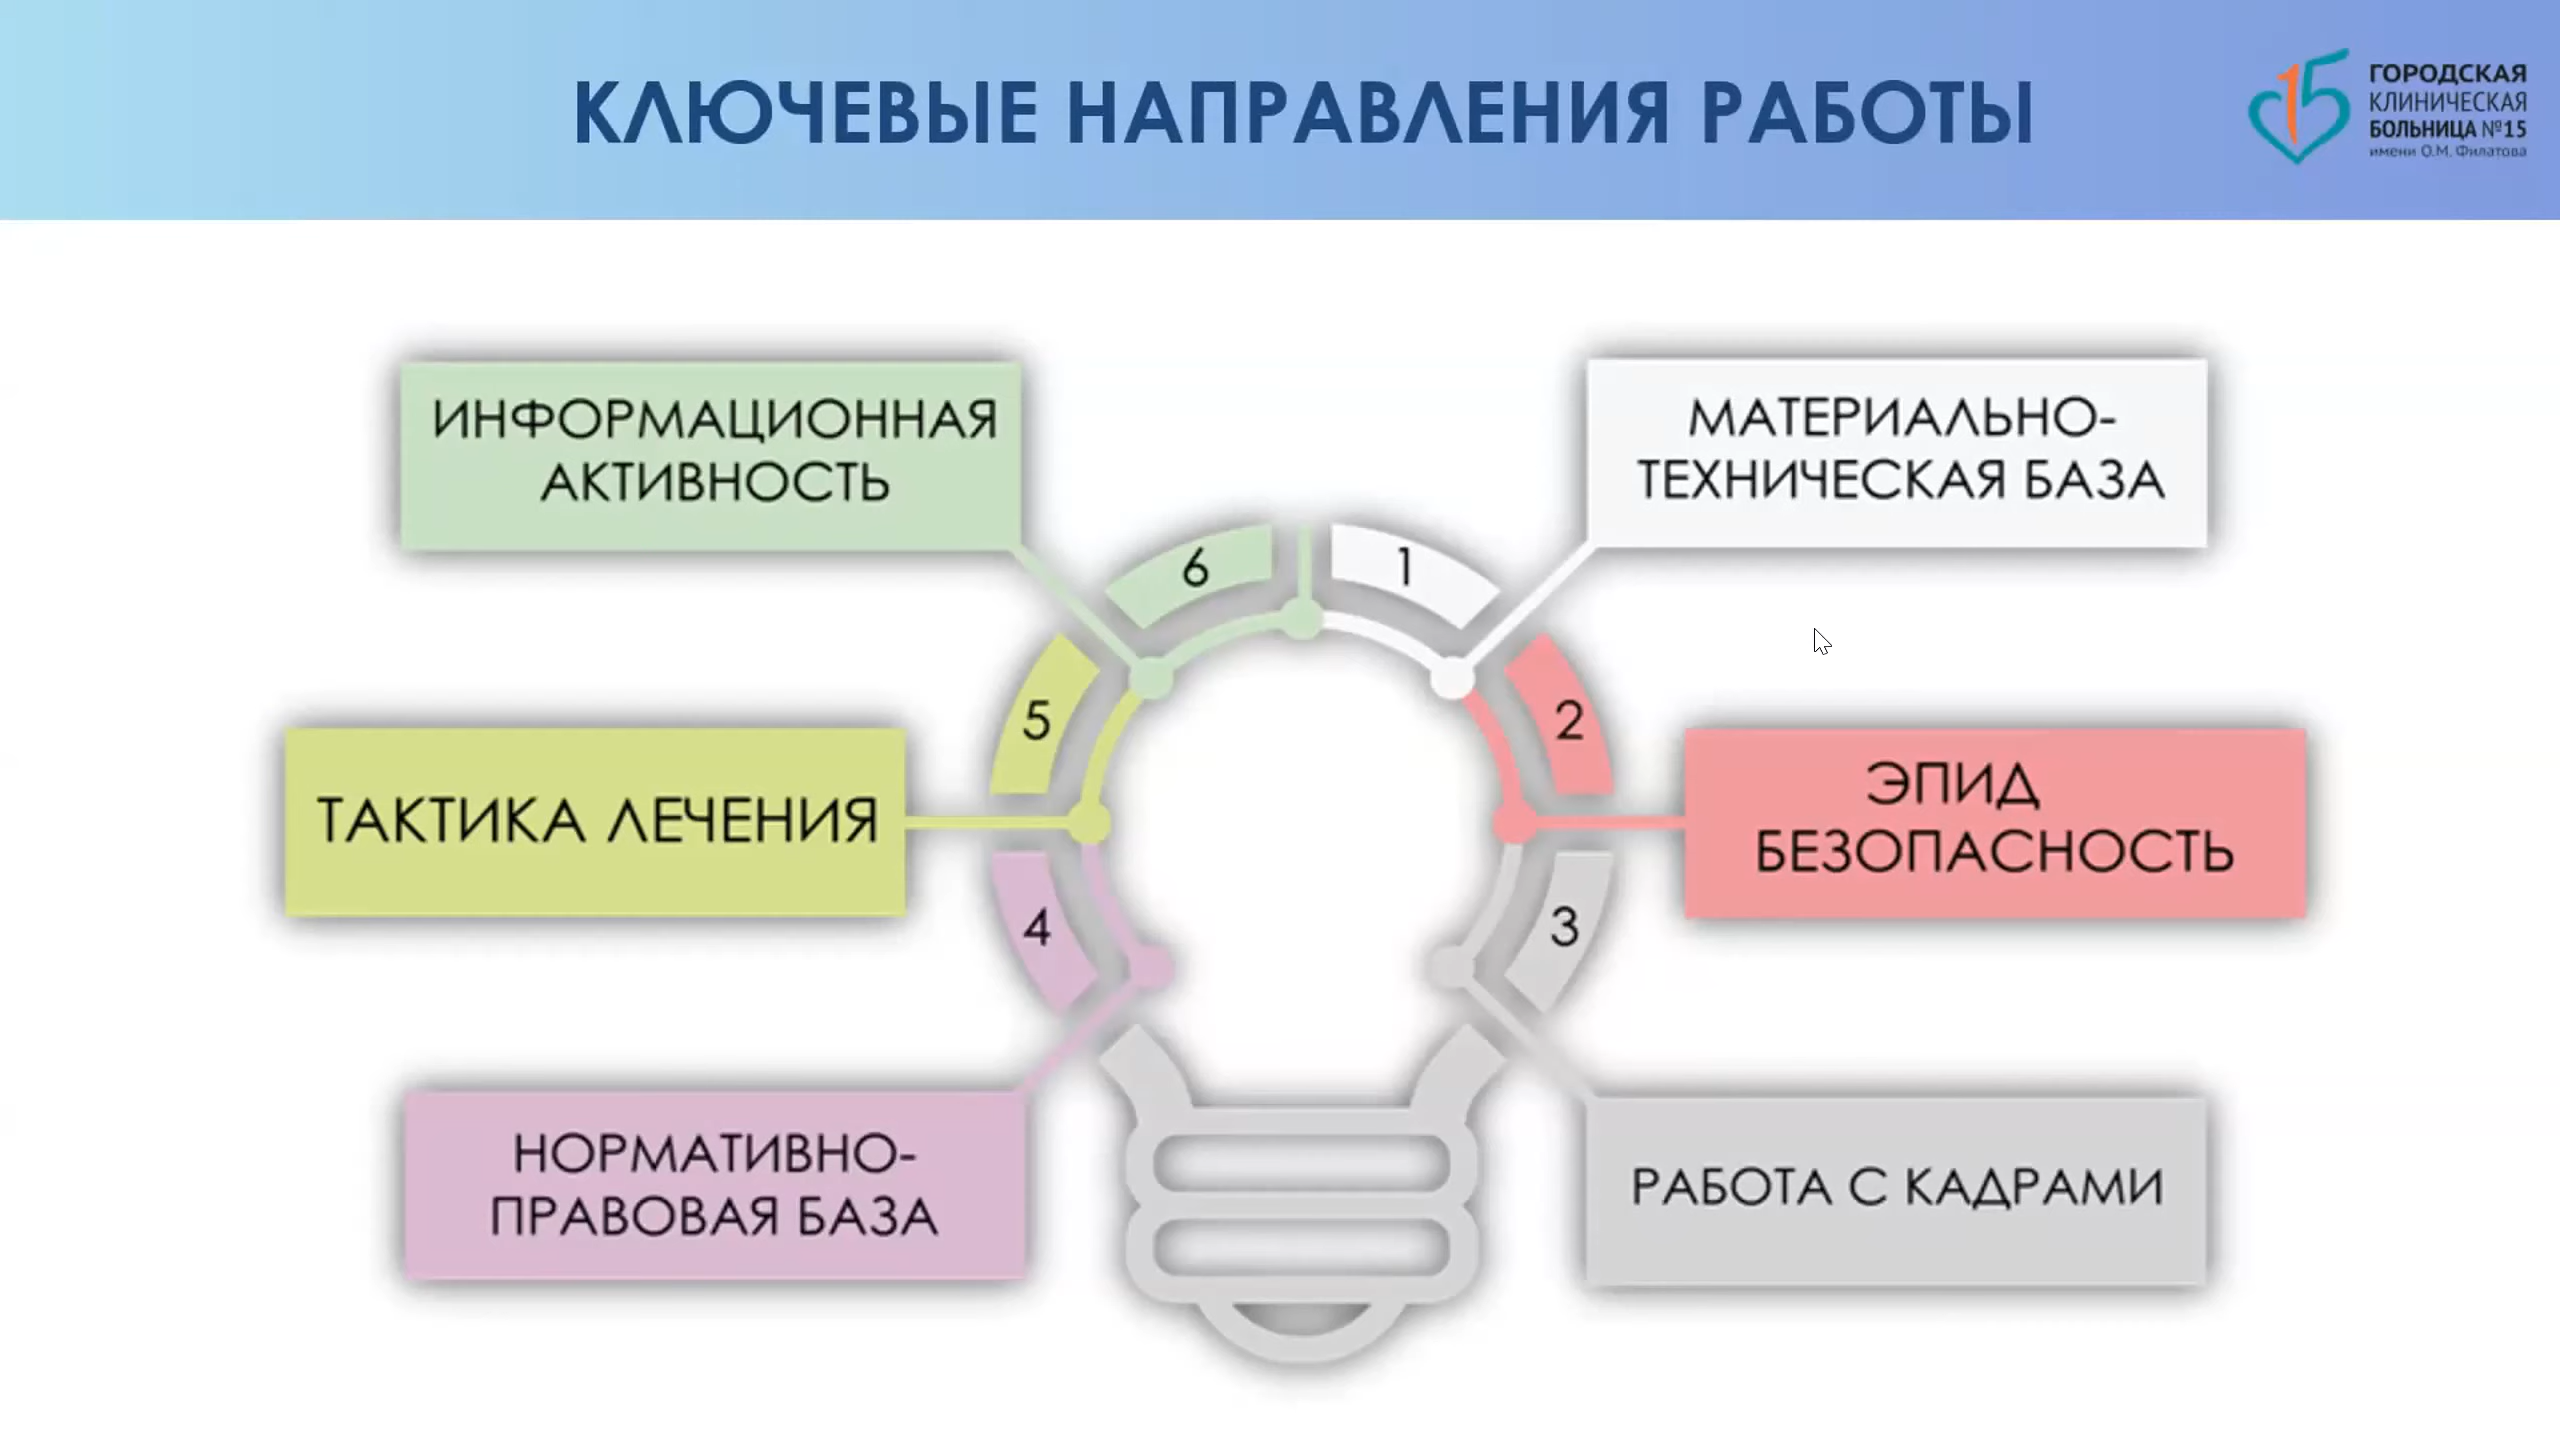 КЛЮЧЕВЫЕ НАПРАВЛЕНИЯ РАБОТЫ
ГОРОДСКАЯ
КЛИНИЧЕСКАЯ
БОЛЬНИЦА №15
имени О.М. Филатова
15
ИНФОРМАЦИОННАЯ
АКТИВНОСТЬ
МАТЕРИАЛЬНО-
ТЕХНИЧЕСКАЯ БАЗА
6
1
5
2
ТАКТИКА ЛЕЧЕНИЯ
ЭПИД
БЕЗОПАСНОСТЬ
4
3
НОРМАТИВНО-
ПРАВОВАЯ БАЗА
РАБОТА С КАДРАМИ